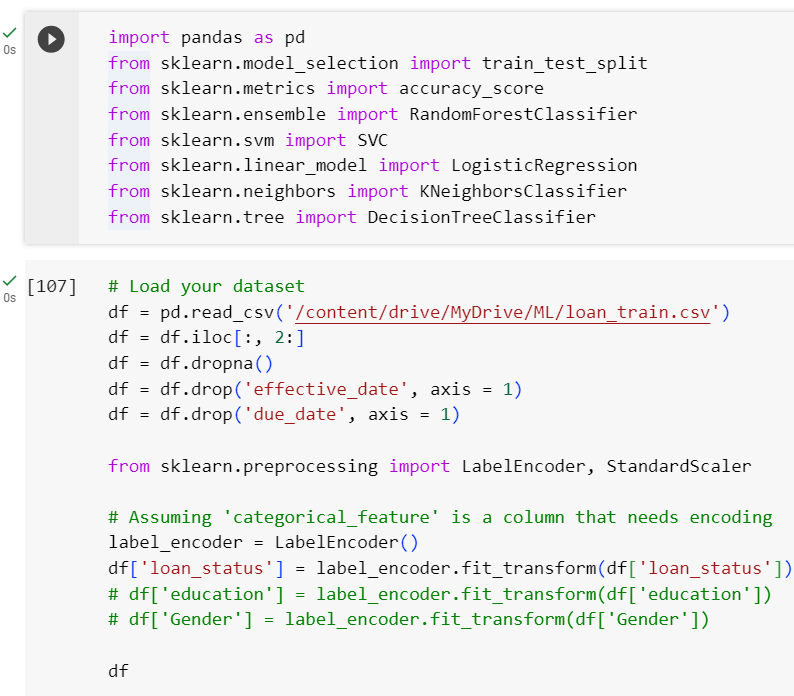 0s
import pandas as pd
from sklearn.model_selection import train_test_split
from sklearn.metrics import accuracy_score
from sklearn.ensemble import RandomForestClassifier
from sklearn.svm import SVC
from sklearn.linear_model import LogisticRegression
from sklearn.neighbors import KNeighborsClassifier
from sklearn.tree import DecisionTreeClassifier
0s
[107]
# Load your dataset
df = pd.read_csv('/content/drive/MyDrive/ML/loan_train.csv')
df = df.iloc[:, 2:]
df = df.dropna()
df = df.drop('effective_date', axis = 1)
df = df.drop('due_date', axis = 1)
from sklearn.preprocessing import LabelEncoder, StandardScaler
# Assuming 'categorical_feature' is a column that needs encoding
label_encoder = LabelEncoder()
df['loan_status'] = label_encoder.fit_transform(df['loan_status'])
# df['education'] = label_encoder.fit_transform(df['education'])
# df['Gender'] = label_encoder.fit_transform(df['Gender'])
df